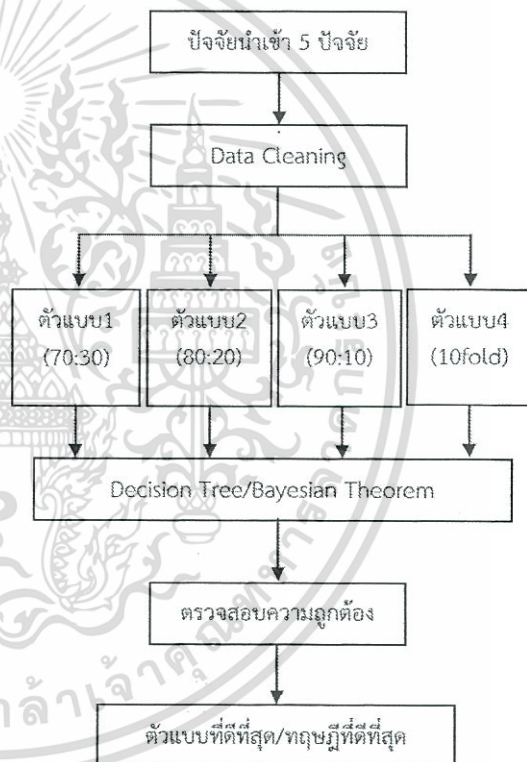 ปัจจัยนำเข้า 5 ปัจจัย
Data Cleaning
ตัวแบบ1
(70:30)
ตัวแบบ2
(80:20)
ตัวแบบ3
(90:10)
ตัวแบบ4
(10fold)
Decision Tree/Bayesian Theorem
ตรวจสอบความถูกต้อง
ตัวแบบที่ดีที่สุด/ทฤษฎีที่ดีที่สุด